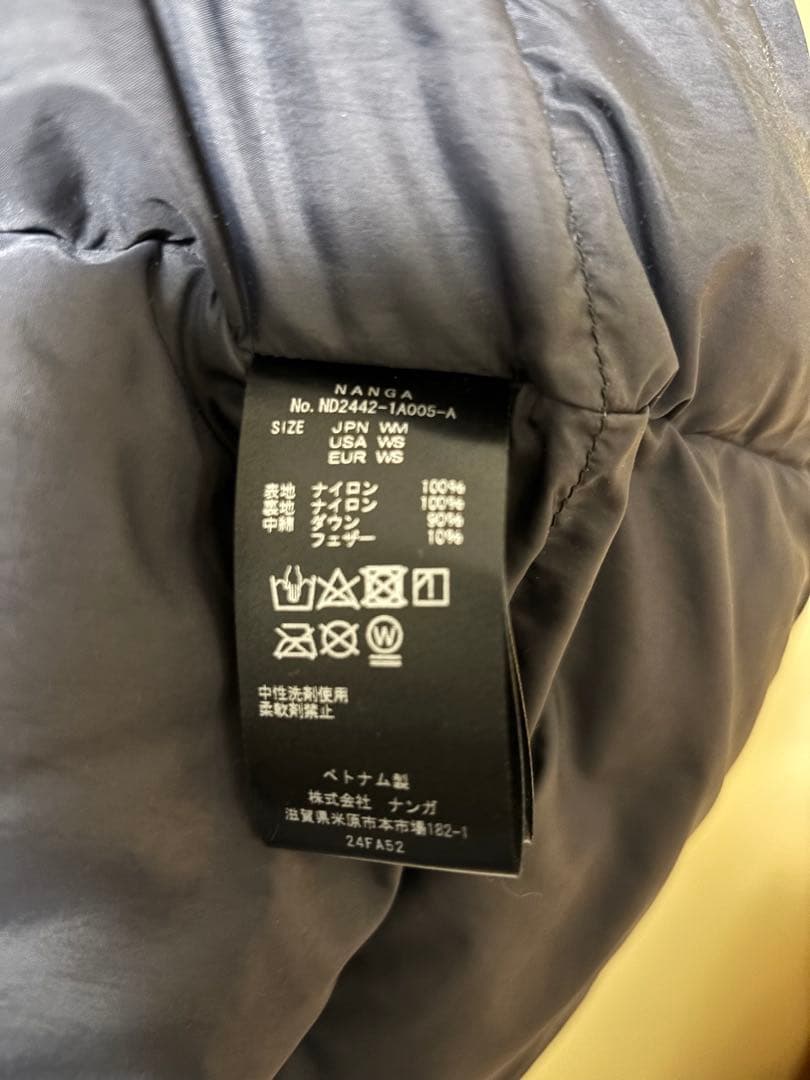 NANGA
No. ND2442-1A005-A
SIZE JPN WM
USA WS
EUR WS
表地 ナイロン 100%
裏地 ナイロン 100%
中綿 ダウン 90%
フェザー 10%
W
中性洗剤使用
柔軟剤禁止
ベトナム製
株式会社 ナンガ
滋賀県米原市本市場182-1
24FA52